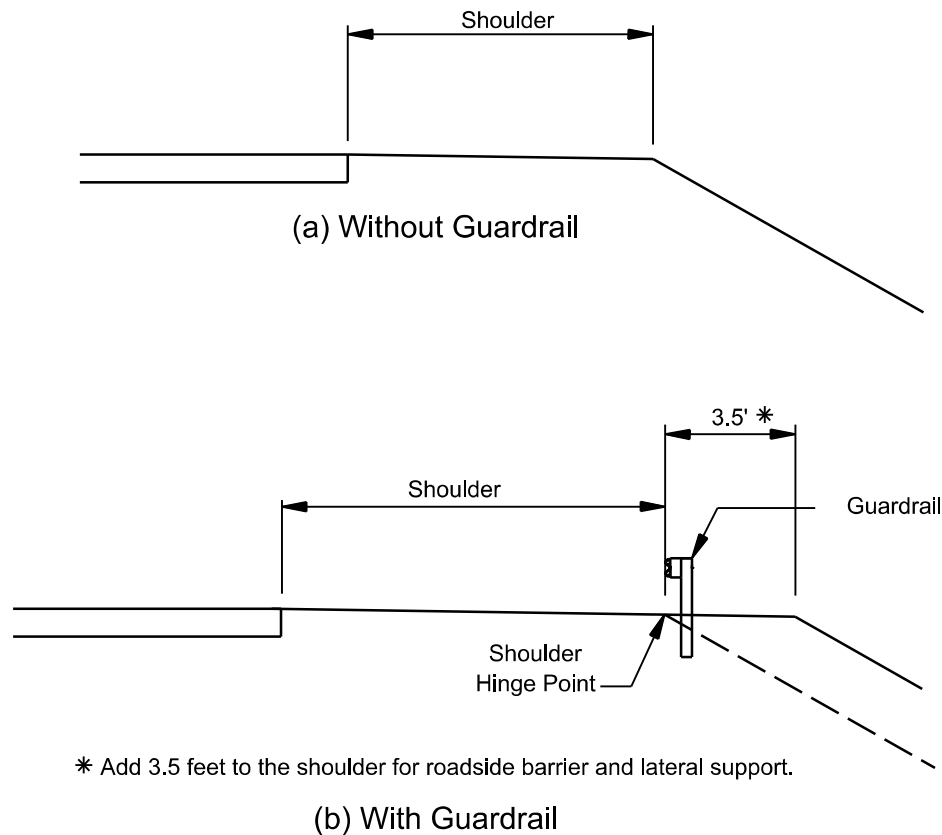 Shoulder
(a) Without Guardrail
3.5' *
Shoulder
Guardrail
Shoulder
Hinge Point
* Add 3.5 feet to the shoulder for roadside barrier and lateral support.
(b) With Guardrail